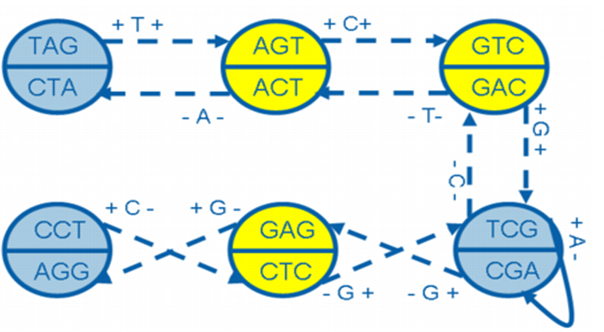 + T +
+ C+
TAG
AGT
GTC
CTA
ACT
GAC
- A -
- T-
+ G +
- C -
+ C -
+ G -
CCT
GAG
TCG
+ A -
AGG
CTC
CGA
- G +
- G +